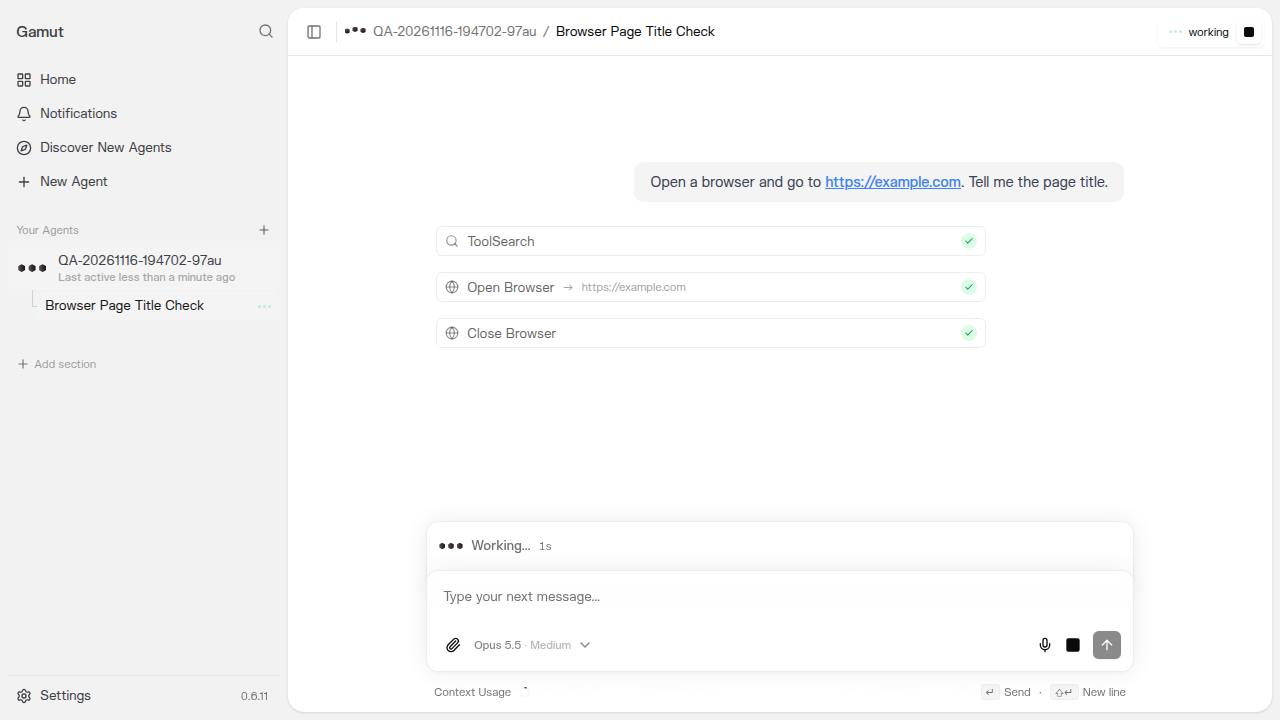 Gamut
Home
Notifications
Discover New Agents
New Agent
Your Agents
QA-20261116-194702-97au
Last active less than a minute ago
Browser Page Title Check
Add section
Settings
0.6.11
QA-20261116-194702-97au / Browser Page Title Check
working
Open a browser and go to https://example.com. Tell me the page title.
ToolSearch
Open Browser → https://example.com
Close Browser
Working... 1s
Type your next message...
Opus 5.5 · Medium
Context Usage
↵ Send · ⇧↵ New line